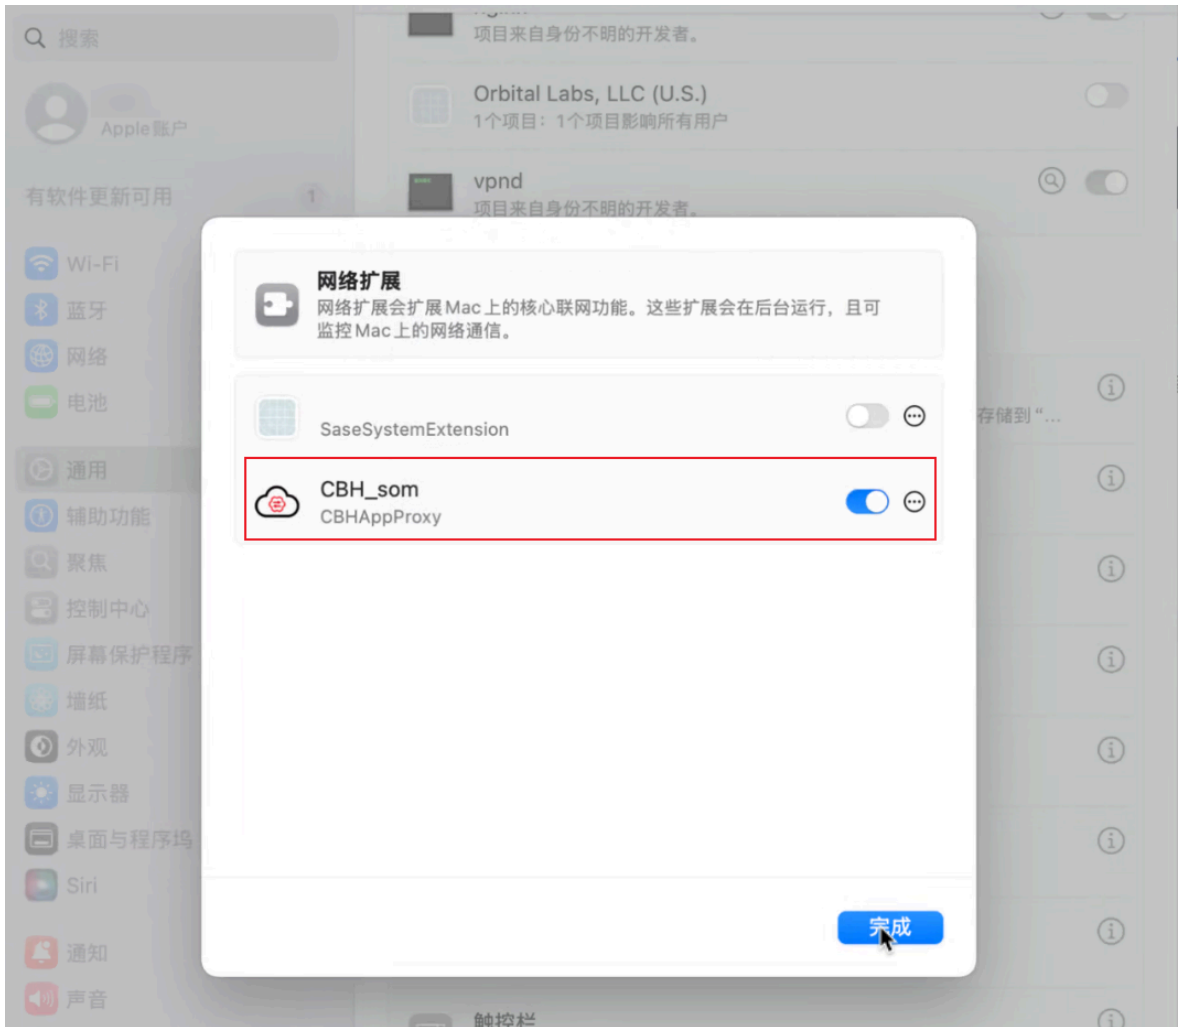 搜索
Apple账户
有软件更新可用
1
Wi-Fi
蓝牙
网络
电池
通用
辅助功能
聚焦
控制中心
屏幕保护程序
墙纸
外观
显示器
桌面与程序坞
Siri
通知
声音
项目来自身份不明的开发者。
Orbital Labs, LLC (U.S.)
1个项目：1个项目影响所有用户
vpnd
项目来自身份不明的开发者。
网络扩展
网络扩展会扩展 Mac 上的核心联网功能。这些扩展会在后台运行，且可
监控 Mac 上的网络通信。
SaseSystemExtension
CBH_som
CBHAppProxy
存储到“…
完成
触控栏